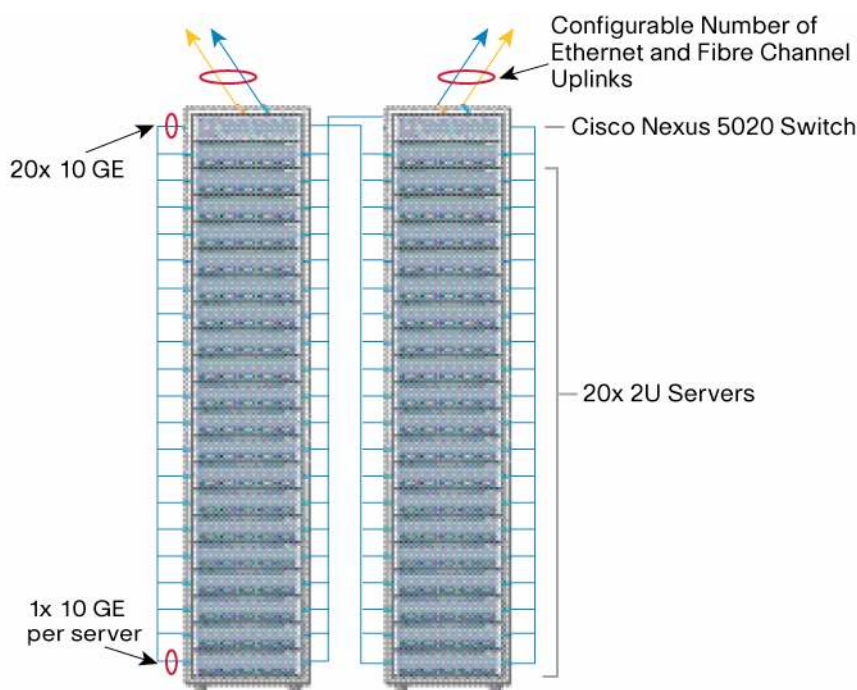 Configurable Number of
Ethernet and Fibre Channel
Uplinks
Cisco Nexus 5020 Switch
20x 10 GE
20x 2U Servers
1x 10 GE
per server